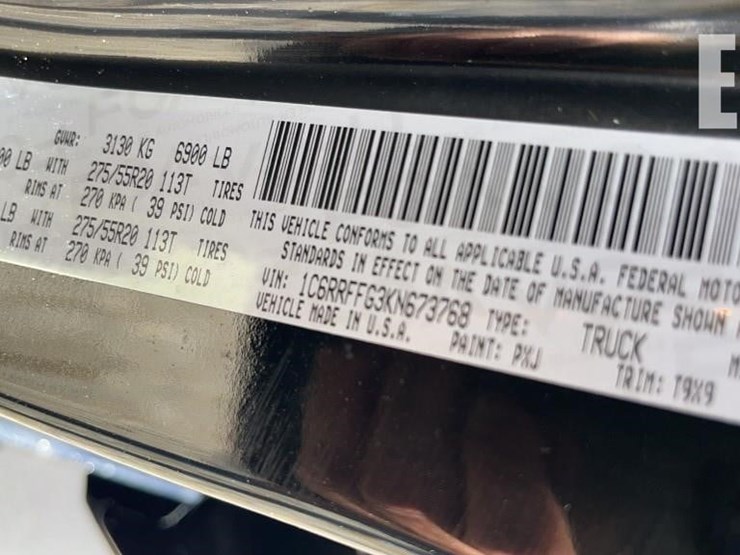 GVWR: 3130 KG 6900 LB
00 LB WITH 275/55R20 113T TIRES
RIMS AT 270 KPA ( 39 PSI) COLD
LB WITH 275/55R20 113T TIRES
RIMS AT 270 KPA ( 39 PSI) COLD
THIS VEHICLE CONFORMS TO ALL APPLICABLE U.S.A. FEDERAL MOTO
STANDARDS IN EFFECT ON THE DATE OF MANUFACTURE SHOWN
VIN: 1C6RRFFG3KN673768 TYPE: TRUCK
VEHICLE MADE IN U.S.A. PAINT: PXJ TRIM: T9X9
E